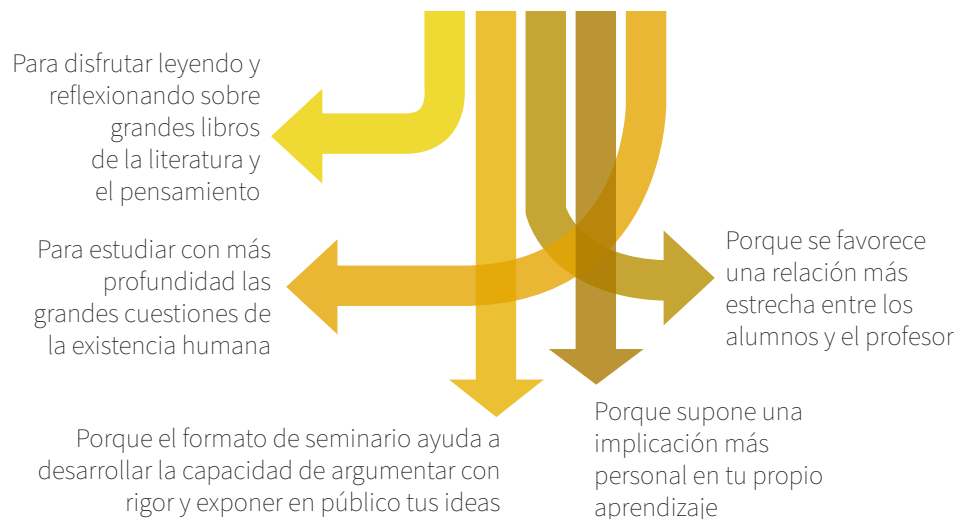 Para disfrutar leyendo y
reflexionando sobre
grandes libros
de la literatura y
el pensamiento
Para estudiar con más
profundidad las
grandes cuestiones de
la existencia humana
Porque se favorece
una relación más
estrecha entre los
alumnos y el profesor
Porque el formato de seminario ayuda a
desarrollar la capacidad de argumentar con
rigor y exponer en público tus ideas
Porque supone una
implicación más
personal en tu propio
aprendizaje